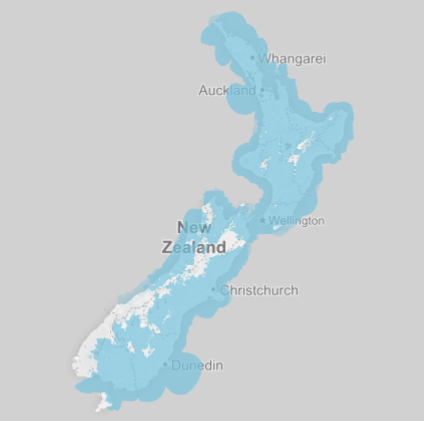 Whangarei
Auckland
Wellington
New
Zealand
Christchurch
Dunedin